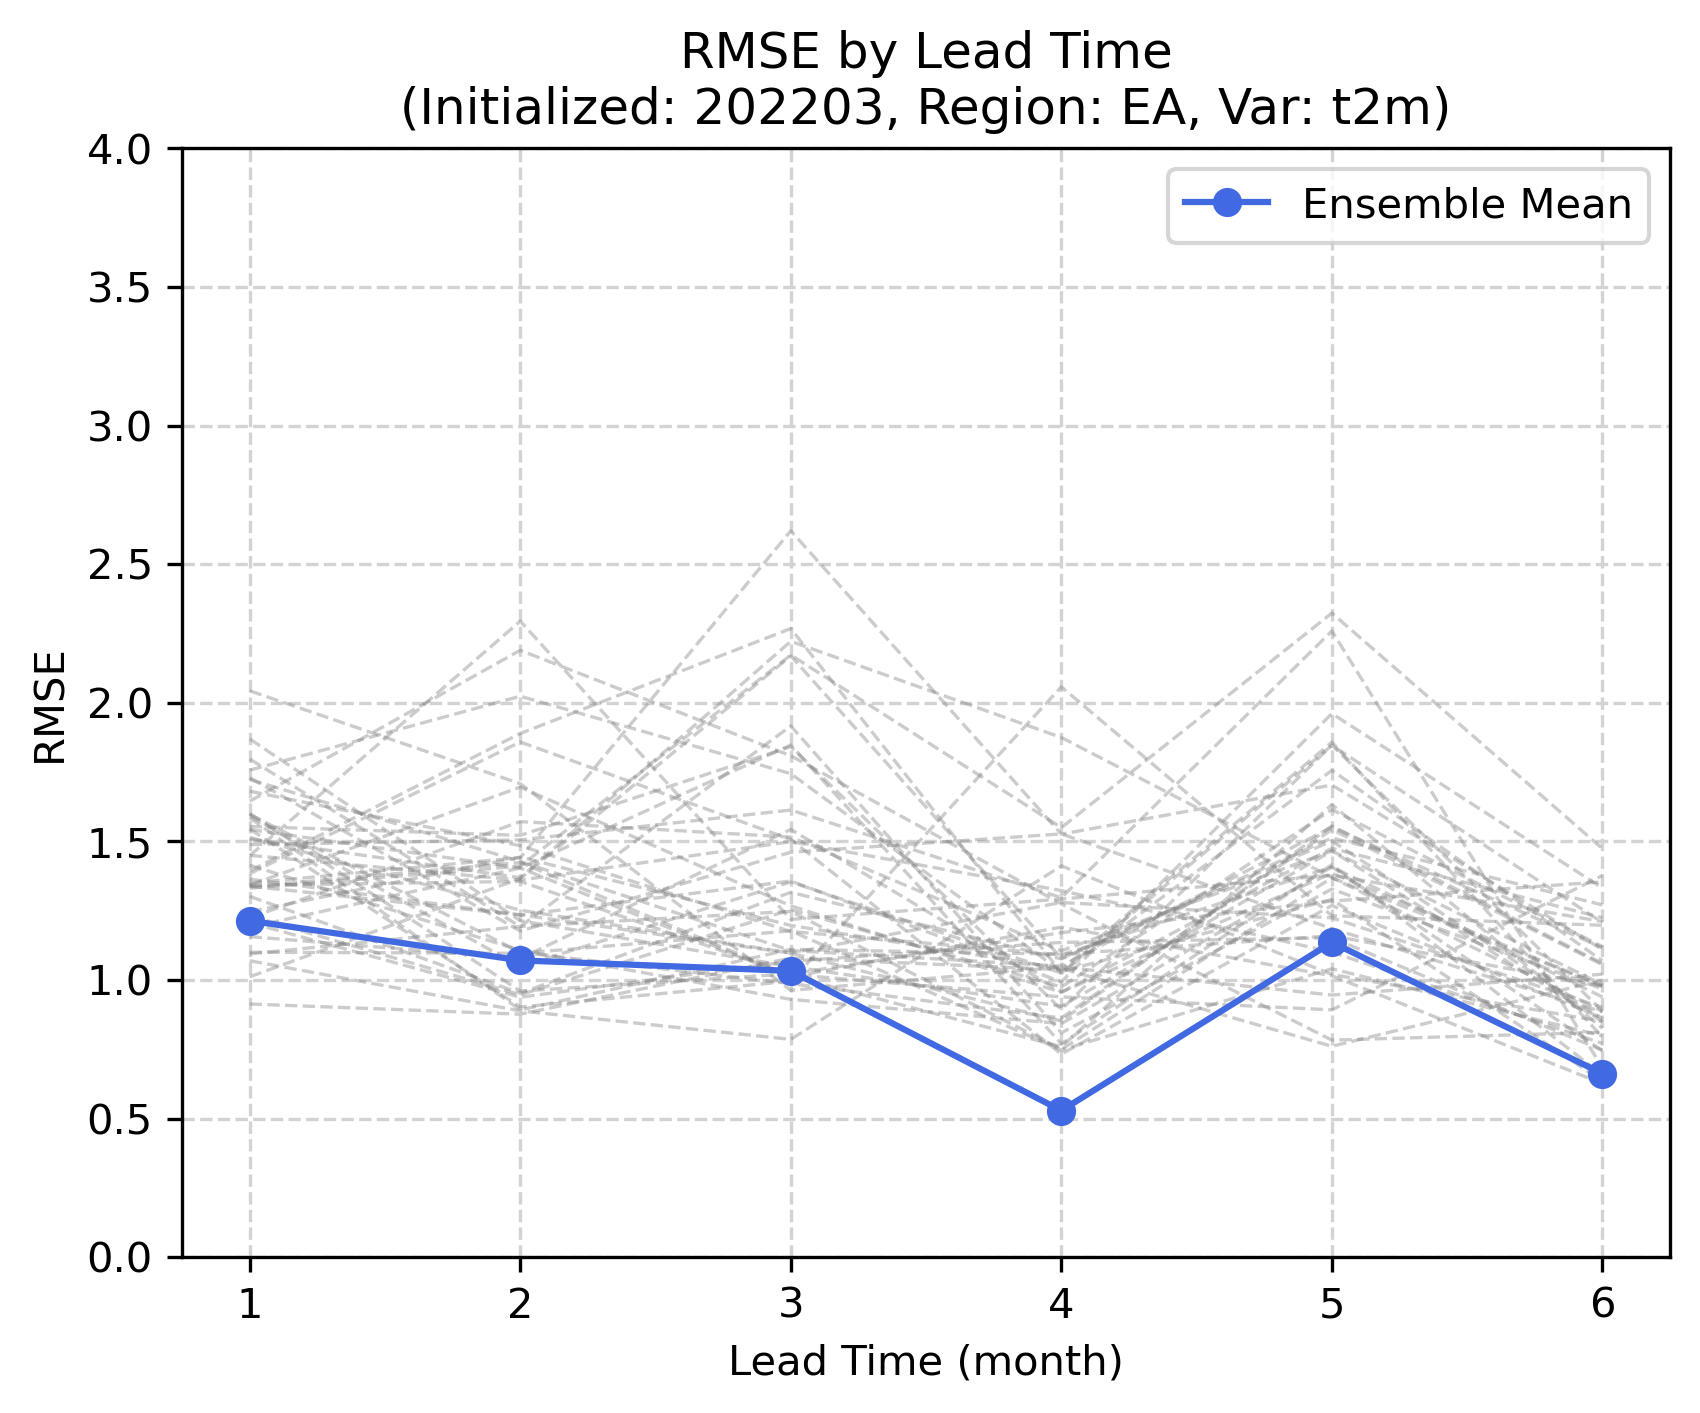 RMSE by Lead Time
(Initialized: 202203, Region: EA, Var: t2m)
Ensemble Mean
4.0
3.5
3.0
2.5
2.0
1.5
1.0
0.5
0.0
RMSE
1 2 3 4 5 6
Lead Time (month)